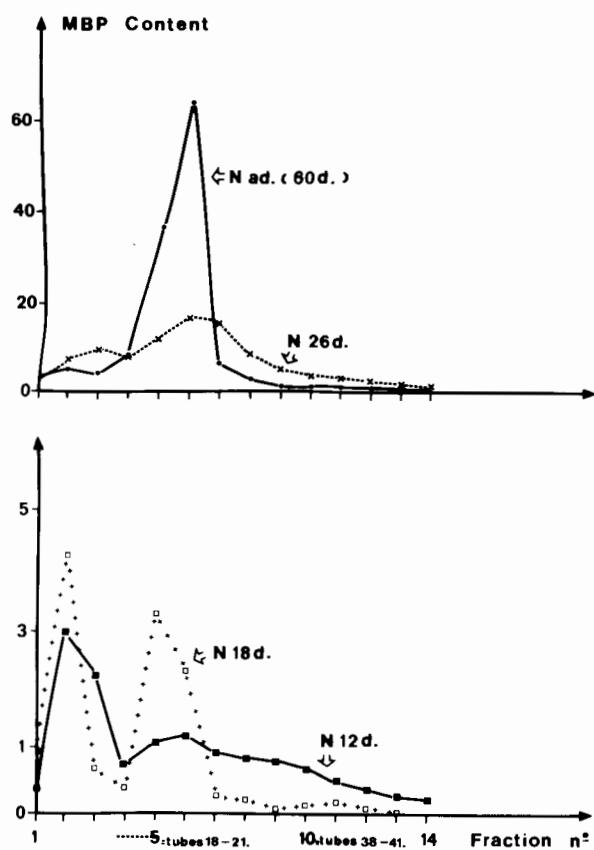 MBP Content
60
40
20
0
N ad. (60d.)
N 26d.
5
3
1
0
N 18d.
N 12d.
1 5 :tubes 18-21. 10 :tubes 38-41. 14 Fraction nº